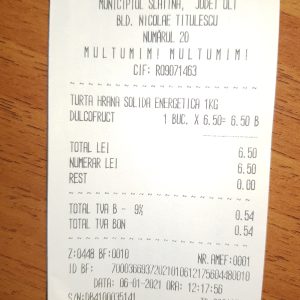 MUNICIPIUL SLATINA, JUDET OLT
BLD. NICOLAE TITULESCU
NUMARUL 20
MULTUMIM! MULTUMIM!
CIF: RO9071463
TURTA HRANA SOLIDA ENERGETICA 1KG
DULCOFRUCT 1 BUC. X 6,50= 6,50 B
TOTAL LEI 6,50
NUMERAR LEI 6,50
REST 0,00
TOTAL TVA B - 9% 0,54
TOTAL TVA BON 0,54
Z:0448 BF:0010 NR.AMEF:0001
ID BF:
DATA: 06-01-2021 ORA: 12:17:56